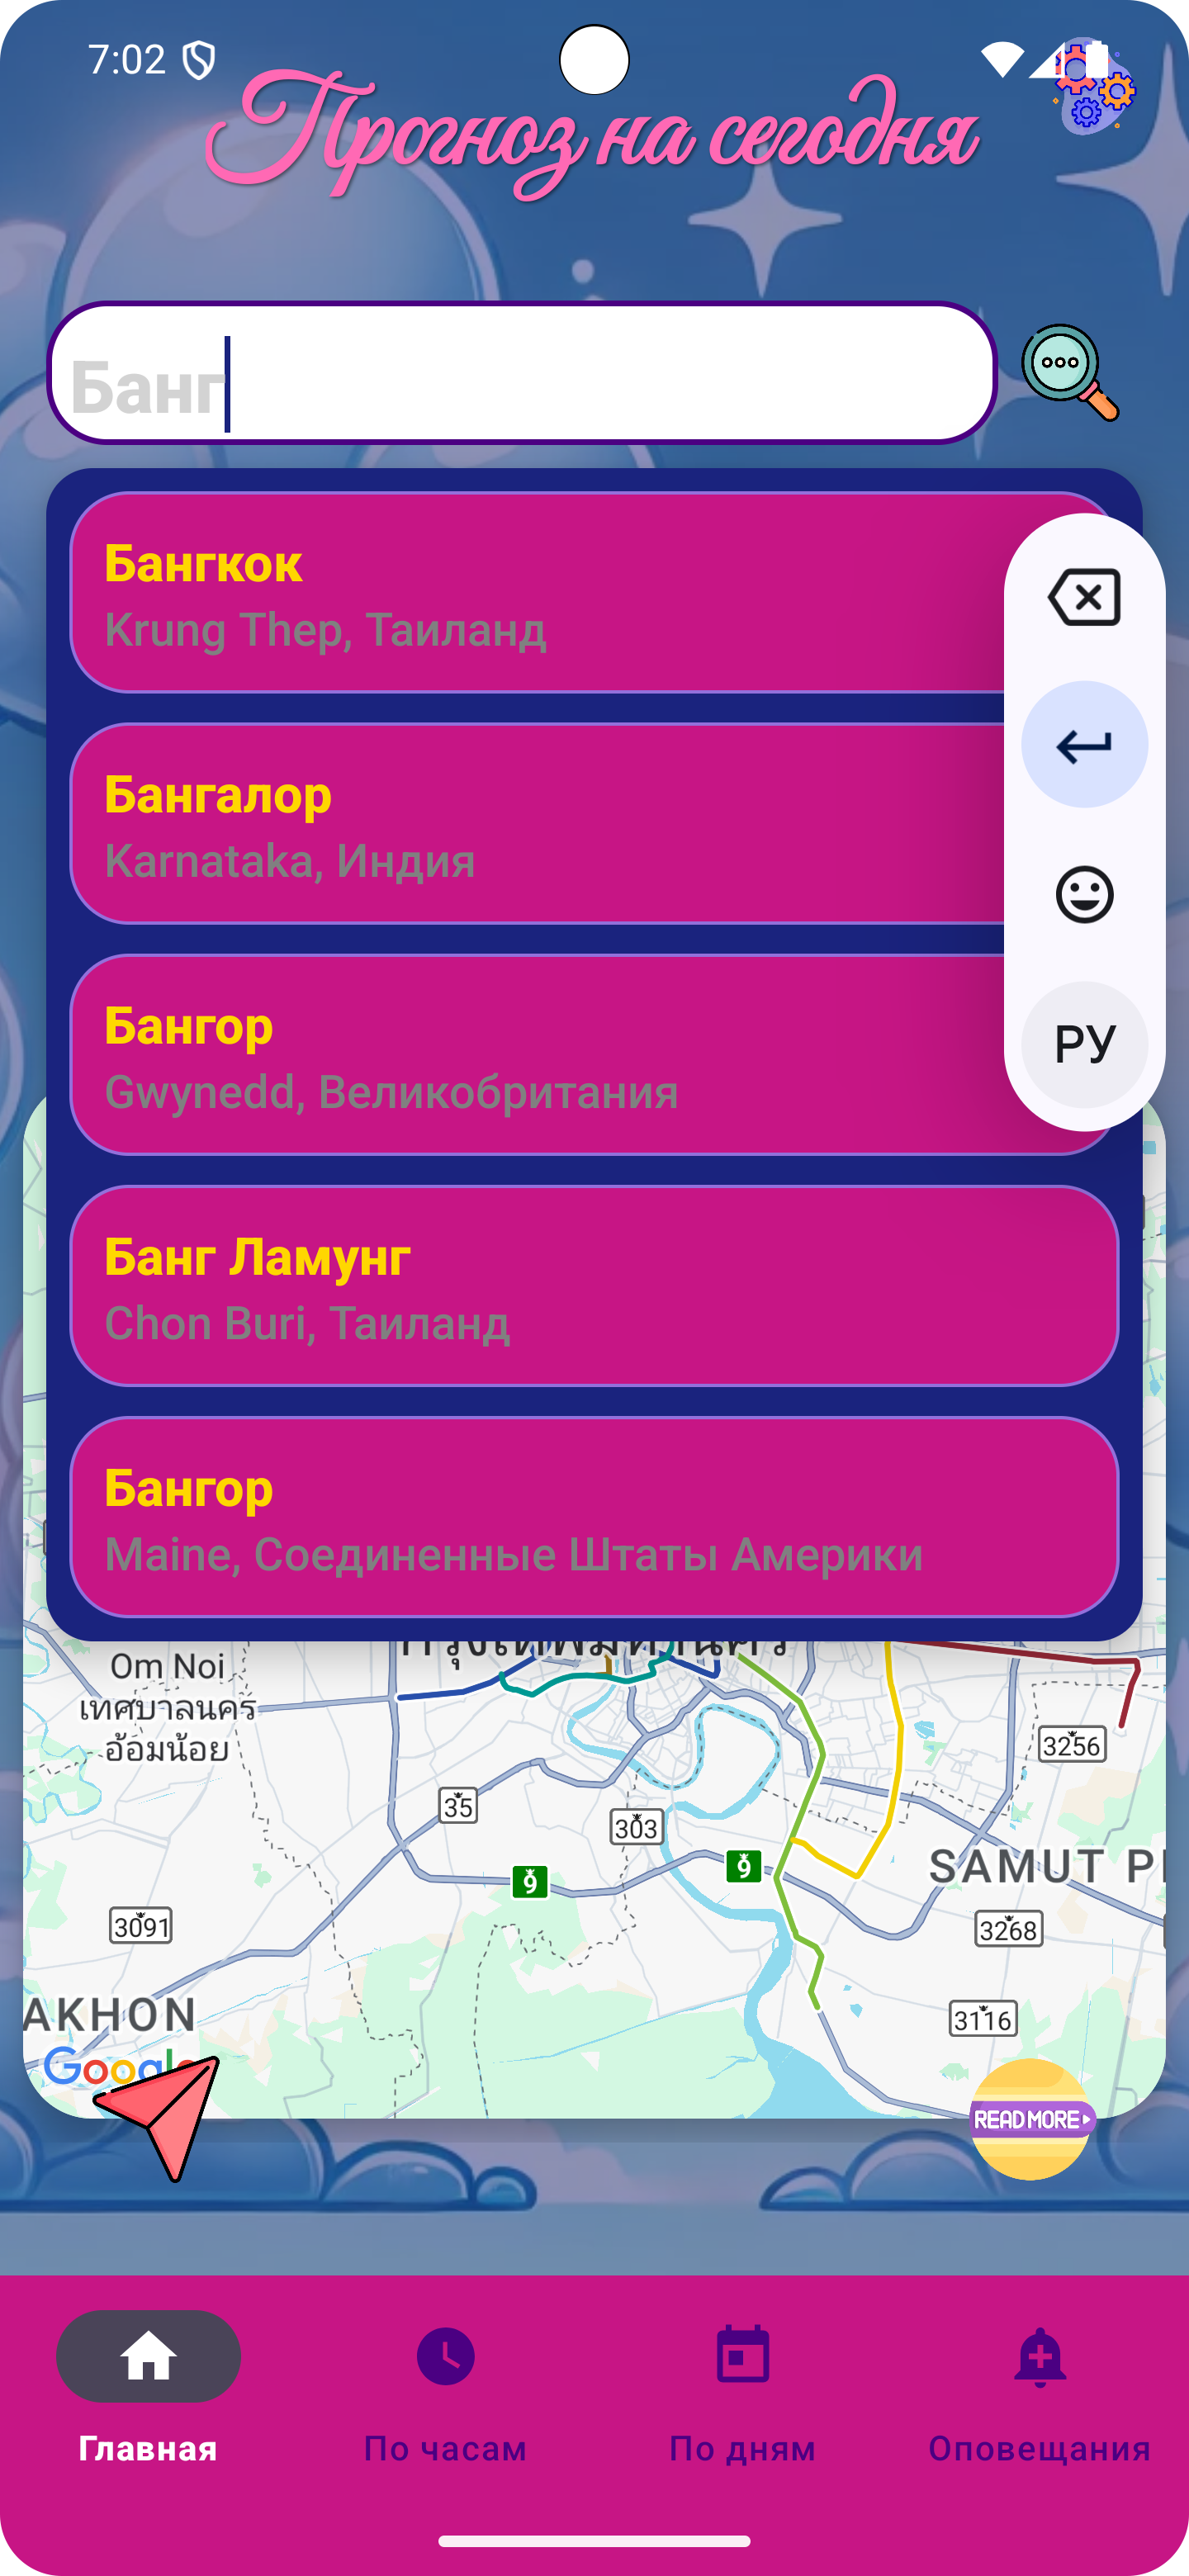 7:02
Прогноз на сегодня
Банг
Бангкок
Krung Thep, Таиланд
Бангалор
Karnataka, Индия
Бангор
Gwynedd, Великобритания
РУ
Банг Ламунг
Chon Buri, Таиланд
Бангор
Maine, Соединенные Штаты Америки
Om Noi
เทศบาลนคร
อ้อมน้อย
3256
35
303
9
9
SAMUT P
3091
3268
AKHON
3116
Google
READ MORE
Главная
По часам
По дням
Оповещания